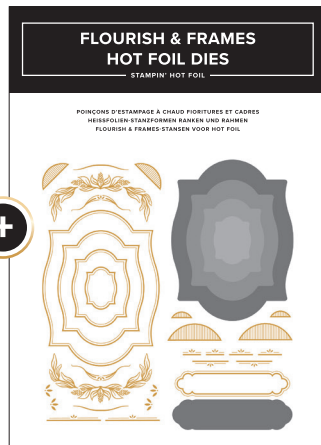 FLOURISH & FRAMES
HOT FOIL DIES
STAMPIN' HOT FOIL
POINÇONS D'ESTAMPAGE À CHAUD FIORITURES ET CADRES
HEISSFOLIEN-STANZFORMEN RANKEN UND RAHMEN
FLOURISH & FRAMES-STANSEN VOOR HOT FOIL
+